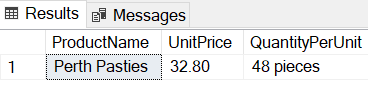 Results Messages
ProductName UnitPrice QuantityPerUnit
1 Perth Pasties 32.80 48 pieces